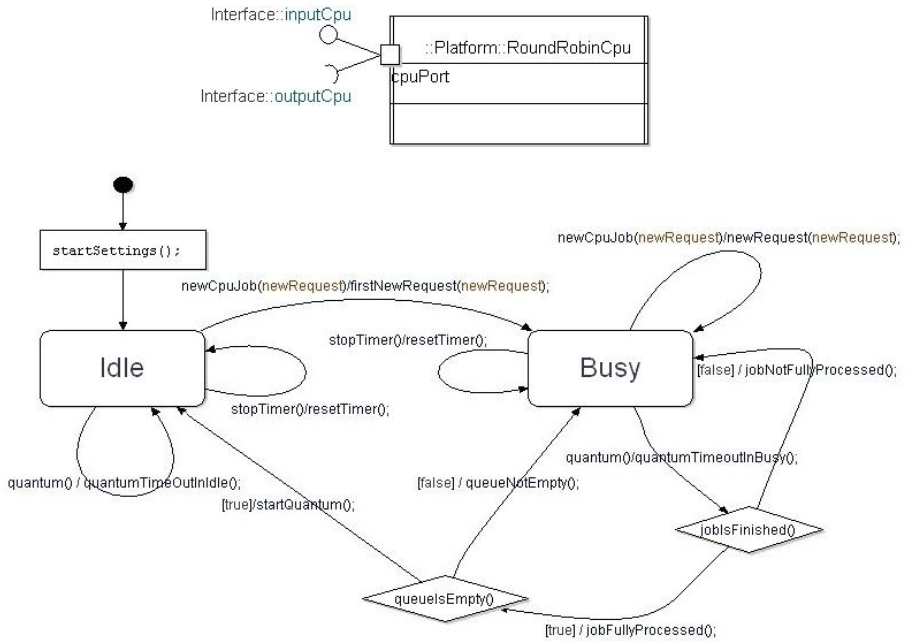 Interface::inputCpu
::Platform::RoundRobinCpu
cpuPort
Interface::outputCpu
startSettings();
newCpuJob(newRequest)/newRequest(newRequest);
newCpuJob(newRequest)/firstNewRequest(newRequest);
stopTimer()/resetTimer();
Idle
Busy
[false] / jobNotFullyProcessed();
stopTimer()/resetTimer();
quantum()/quantumTimeoutInBusy();
quantum() / quantumTimeOutInIdle();
[false] / queueNotEmpty();
[true]/startQuantum();
jobIsFinished()
queueIsEmpty()
[true] / jobFullyProcessed();